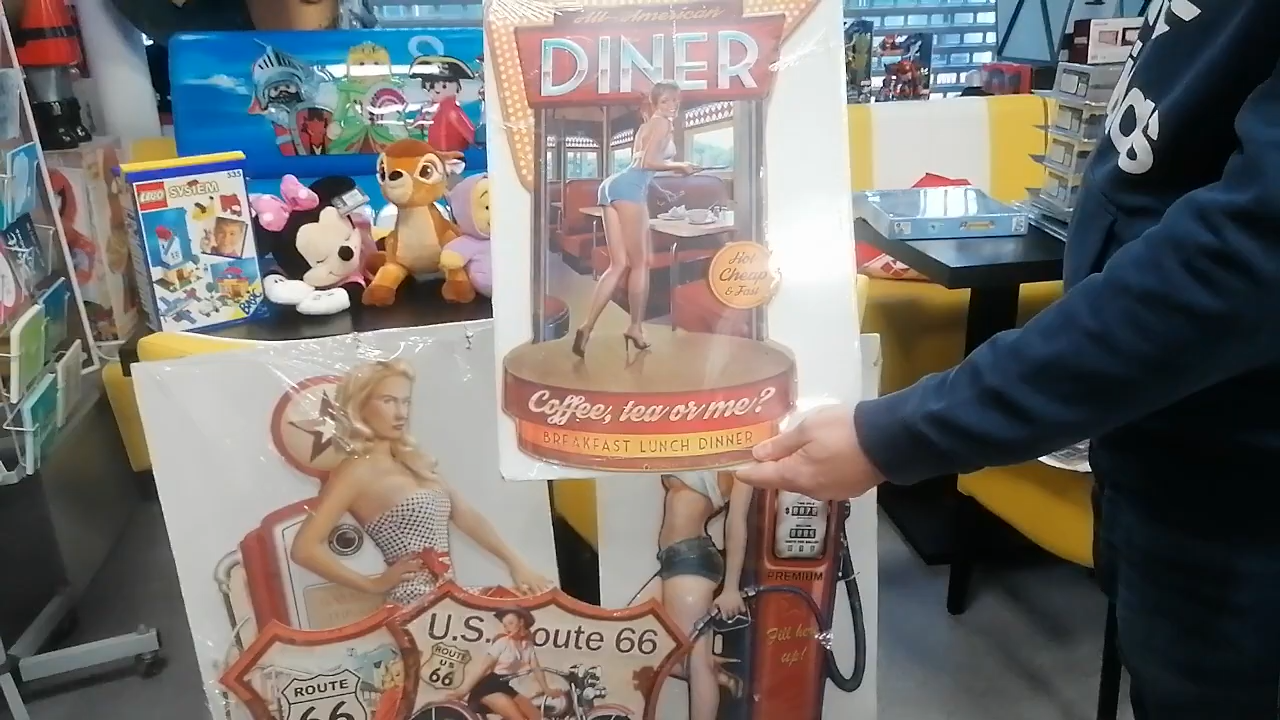 All-American
DINER
Hot
Cheap
& Fast
Coffee, tea or me?
BREAKFAST LUNCH DINNER
LEGO SYSTEM 535
U.S. Route 66
ROUTE
US
66
ROUTE
66
PREMIUM
Fill her
up!